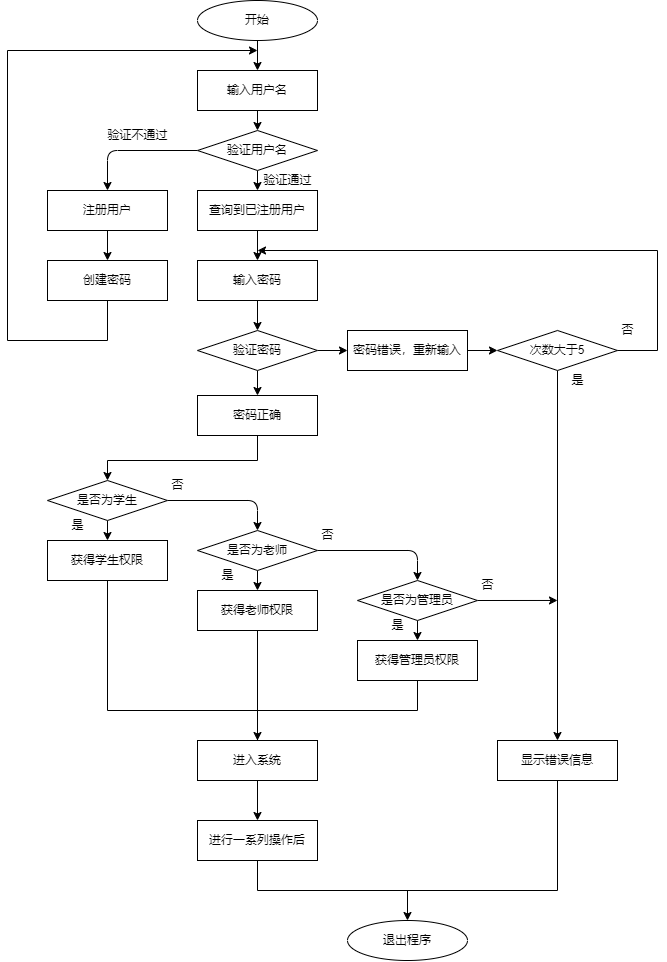 开始
输入用户名
验证不通过
验证用户名
验证通过
注册用户
查询到已注册用户
创建密码
输入密码
否
验证密码
密码错误，重新输入
次数大于5
是
密码正确
否
是否为学生
是
否
获得学生权限
是否为老师
是
否
获得老师权限
是否为管理员
是
获得管理员权限
进入系统
显示错误信息
进行一系列操作后
退出程序